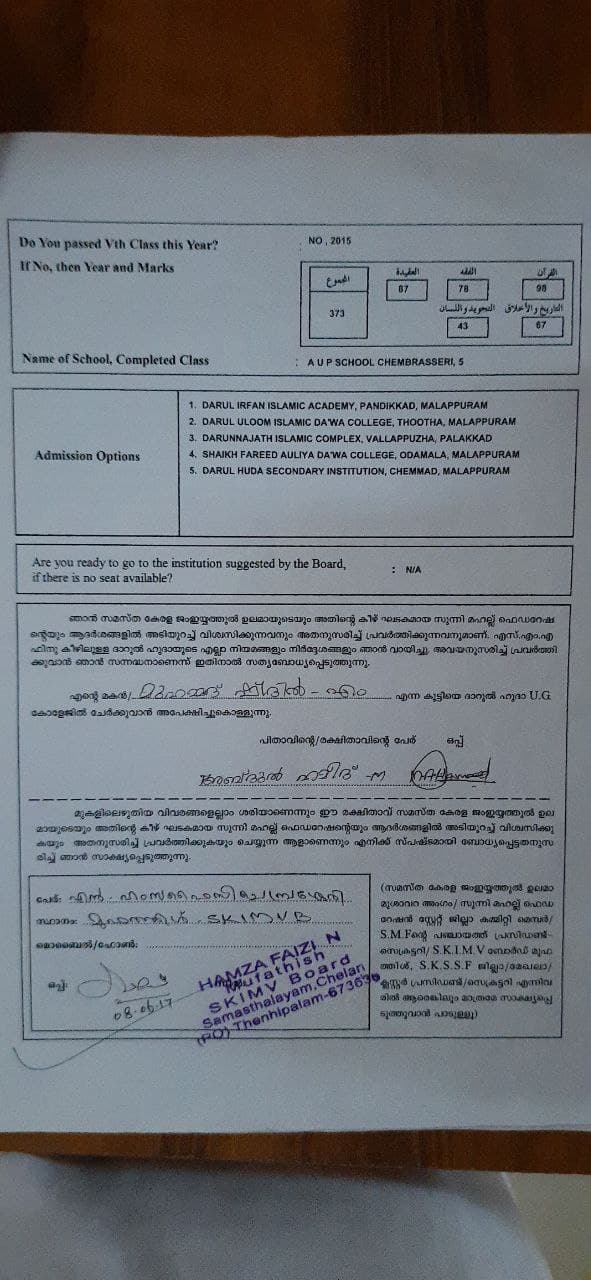 Do You passed Vth Class this Year?
: NO , 2015
If No, then Year and Marks
المجموع
العقيدة
الفقه
القرآن
373
87
78
98
التجويد واللسان
التاريخ والأخلاق
43
67
Name of School, Completed Class : A U P SCHOOL CHEMBRASSERI, 5
Admission Options
1. DARUL IRFAN ISLAMIC ACADEMY, PANDIKKAD, MALAPPURAM
2. DARUL ULOOM ISLAMIC DA'WA COLLEGE, THOOTHA, MALAPPURAM
3. DARUNNAJATH ISLAMIC COMPLEX, VALLAPPUZHA, PALAKKAD
4. SHAIKH FAREED AULIYA DA'WA COLLEGE, ODAMALA, MALAPPURAM
5. DARUL HUDA SECONDARY INSTITUTION, CHEMMAD, MALAPPURAM
Are you ready to go to the institution suggested by the Board,
if there is no seat available?
: N/A
ഞാൻ സമസ്ത കേരള ജംഇയ്യത്തുൽ ഉലമായുടെയും അതിന്റെ കീഴ് ഘടകമായ സുന്നി മഹല്ല് ഫെഡറേഷ
ന്റെയും ആദർശങ്ങളിൽ അടിയുറച്ച് വിശ്വസിക്കുന്നവനും അതനുസരിച്ച് പ്രവർത്തിക്കുന്നവനുമാണ്. എസ്.എം.എ
ഫിനു കീഴിലുള്ള ദാറുൽ ഹുദായുടെ എല്ലാ നിയമങ്ങളും നിർദ്ദേശങ്ങളും ഞാൻ വായിച്ചു. അവയനുസരിച്ച് പ്രവർത്തി
ക്കുവാൻ ഞാൻ സന്നദ്ധനാണെന്ന് ഇതിനാൽ സത്യബോധ്യപ്പെടുത്തുന്നു.
എന്റെ മകൻ/ മുഹമ്മദ് - എം എന്ന കുട്ടിയെ ദാറുൽ ഹുദാ U.G.
കോളേജിൽ ചേർക്കുവാൻ അപേക്ഷിച്ചുകൊള്ളുന്നു.
പിതാവിന്റെ/രക്ഷിതാവിന്റെ പേര് ഒപ്പ്
അബ്ദുൽ ഹമീദ് - M
മുകളിലെഴുതിയ വിവരങ്ങളെല്ലാം ശരിയാണെന്നും ഈ രക്ഷിതാവ് സമസ്ത കേരള ജംഇയ്യത്തുൽ ഉല
മായുടെയും അതിന്റെ കീഴ് ഘടകമായ സുന്നി മഹല്ല് ഫെഡറേഷന്റെയും ആദർശങ്ങളിൽ അടിയുറച്ച് വിശ്വസിക്കു
കയും അതനുസരിച്ച് പ്രവർത്തിക്കുകയും ചെയ്യുന്ന ആളാണെന്നും എനിക്ക് സ്പഷ്ടമായി ബോധ്യപ്പെട്ടതനുസ
രിച്ച് ഞാൻ സാക്ഷ്യപ്പെടുത്തുന്നു.
പേര്: എൻ. ഹംസ ഫൈസി
സ്ഥാനം: മുഫത്തിശ്. SKIMVB
മൊബൈൽ/ഫോൺ:
ഒപ്പ്:
08-06-17
HAMZA FAIZI. N
Mufathish
SKIMV Board
Samasthalayam,Chelari
(PO) Thenhipalam-673636
(സമസ്ത കേരള ജംഇയ്യത്തുൽ ഉലമാ
മുശാവറ അംഗം/ സുന്നി മഹല്ല് ഫെഡ
റേഷൻ സ്റ്റേറ്റ് ജില്ലാ കമ്മിറ്റി മെമ്പർ/
S.M.Fന്റെ പഞ്ചായത്ത് പ്രസിഡണ്ട്-
സെക്രട്ടറി/ S.K.I.M.V ബോർഡ് മുഫ
ത്തിശ്, S.K.S.S.F ജില്ലാ/മേഖലാ/
ക്ലസ്റ്റർ പ്രസിഡണ്ട്/സെക്രട്ടറി എന്നിവ
രിൽ ആരെങ്കിലും മാത്രമേ സാക്ഷ്യപ്പെ
ടുത്തുവാൻ പാടുള്ളൂ)